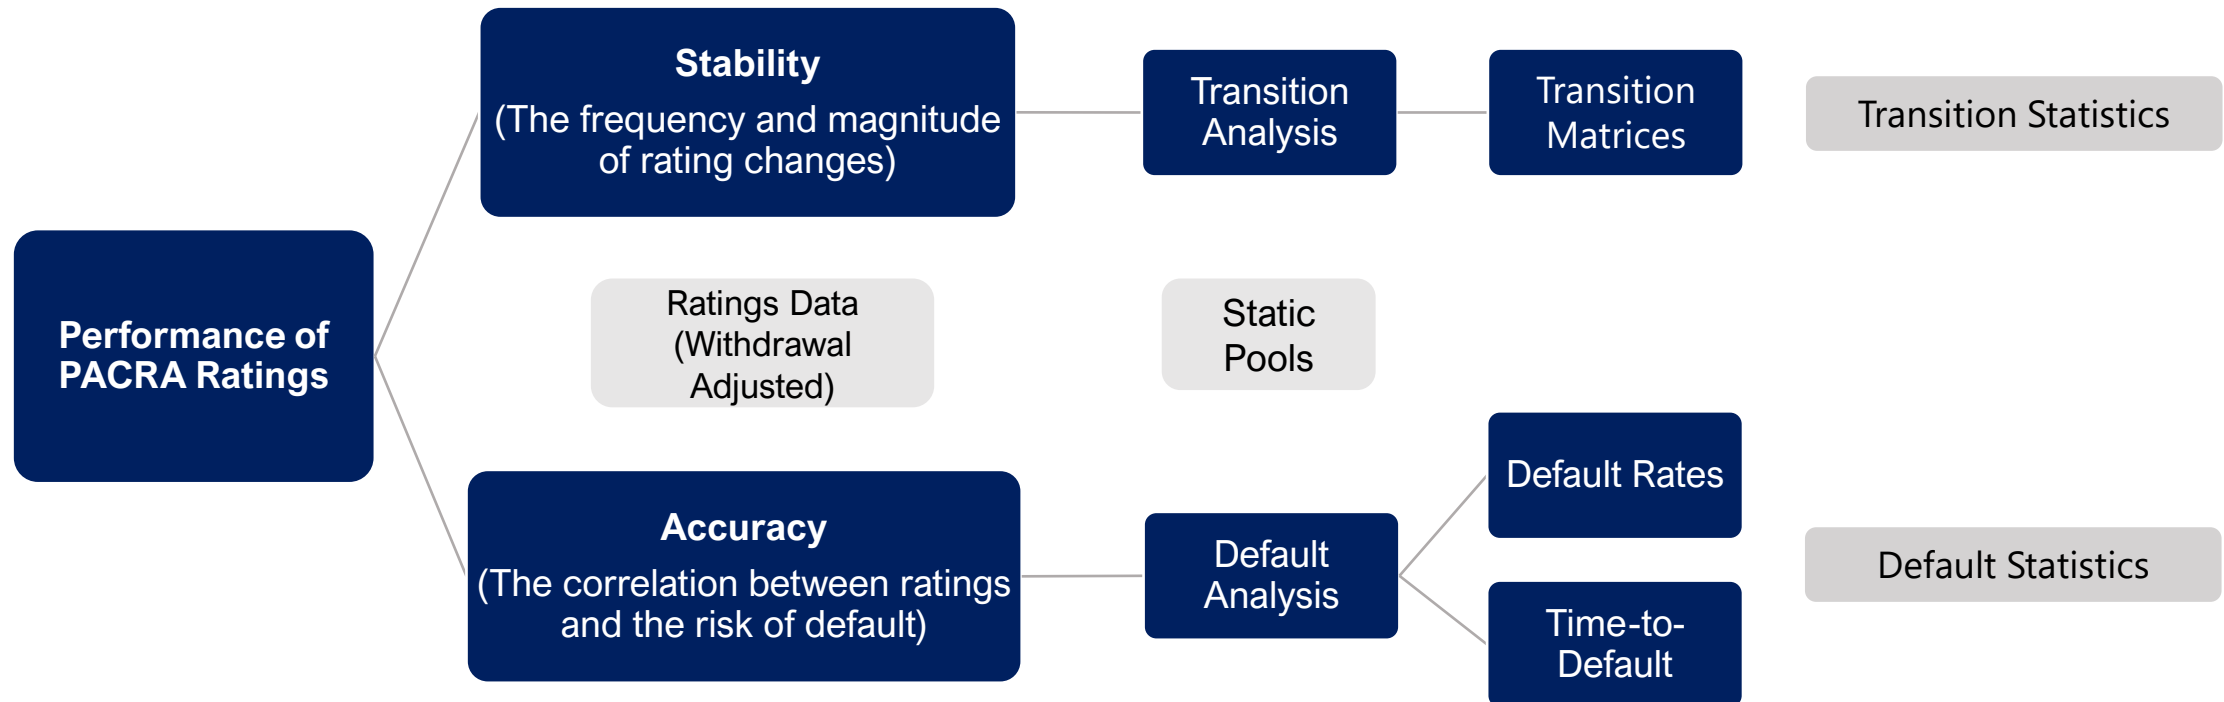 Performance of
PACRA Ratings
Stability
(The frequency and magnitude
of rating changes)
Transition
Analysis
Transition
Matrices
Transition Statistics
Ratings Data
(Withdrawal
Adjusted)
Static
Pools
Accuracy
(The correlation between ratings
and the risk of default)
Default
Analysis
Default Rates
Time-to-
Default
Default Statistics